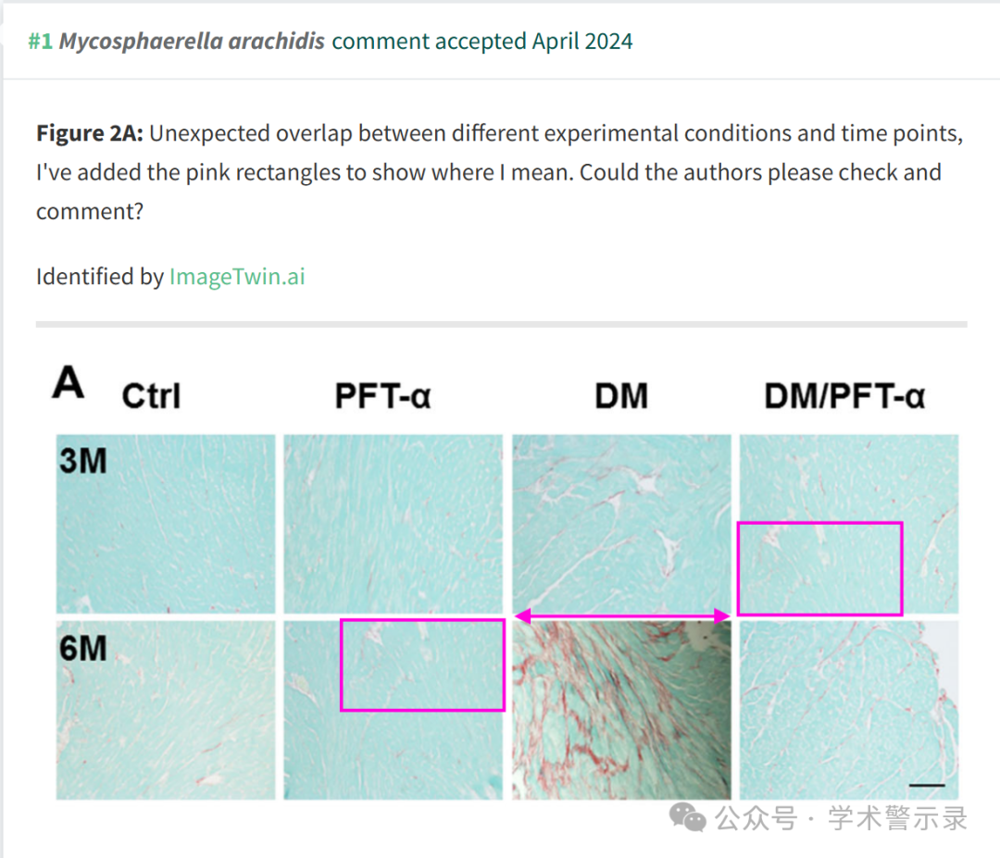 #1 Mycosphaerella arachidis comment accepted April 2024
Figure 2A: Unexpected overlap between different experimental conditions and time points,
I've added the pink rectangles to show where I mean. Could the authors please check and
comment?
Identified by ImageTwin.ai
A Ctrl PFT-α DM DM/PFT-α
3M
6M
公众号 · 学术警示录